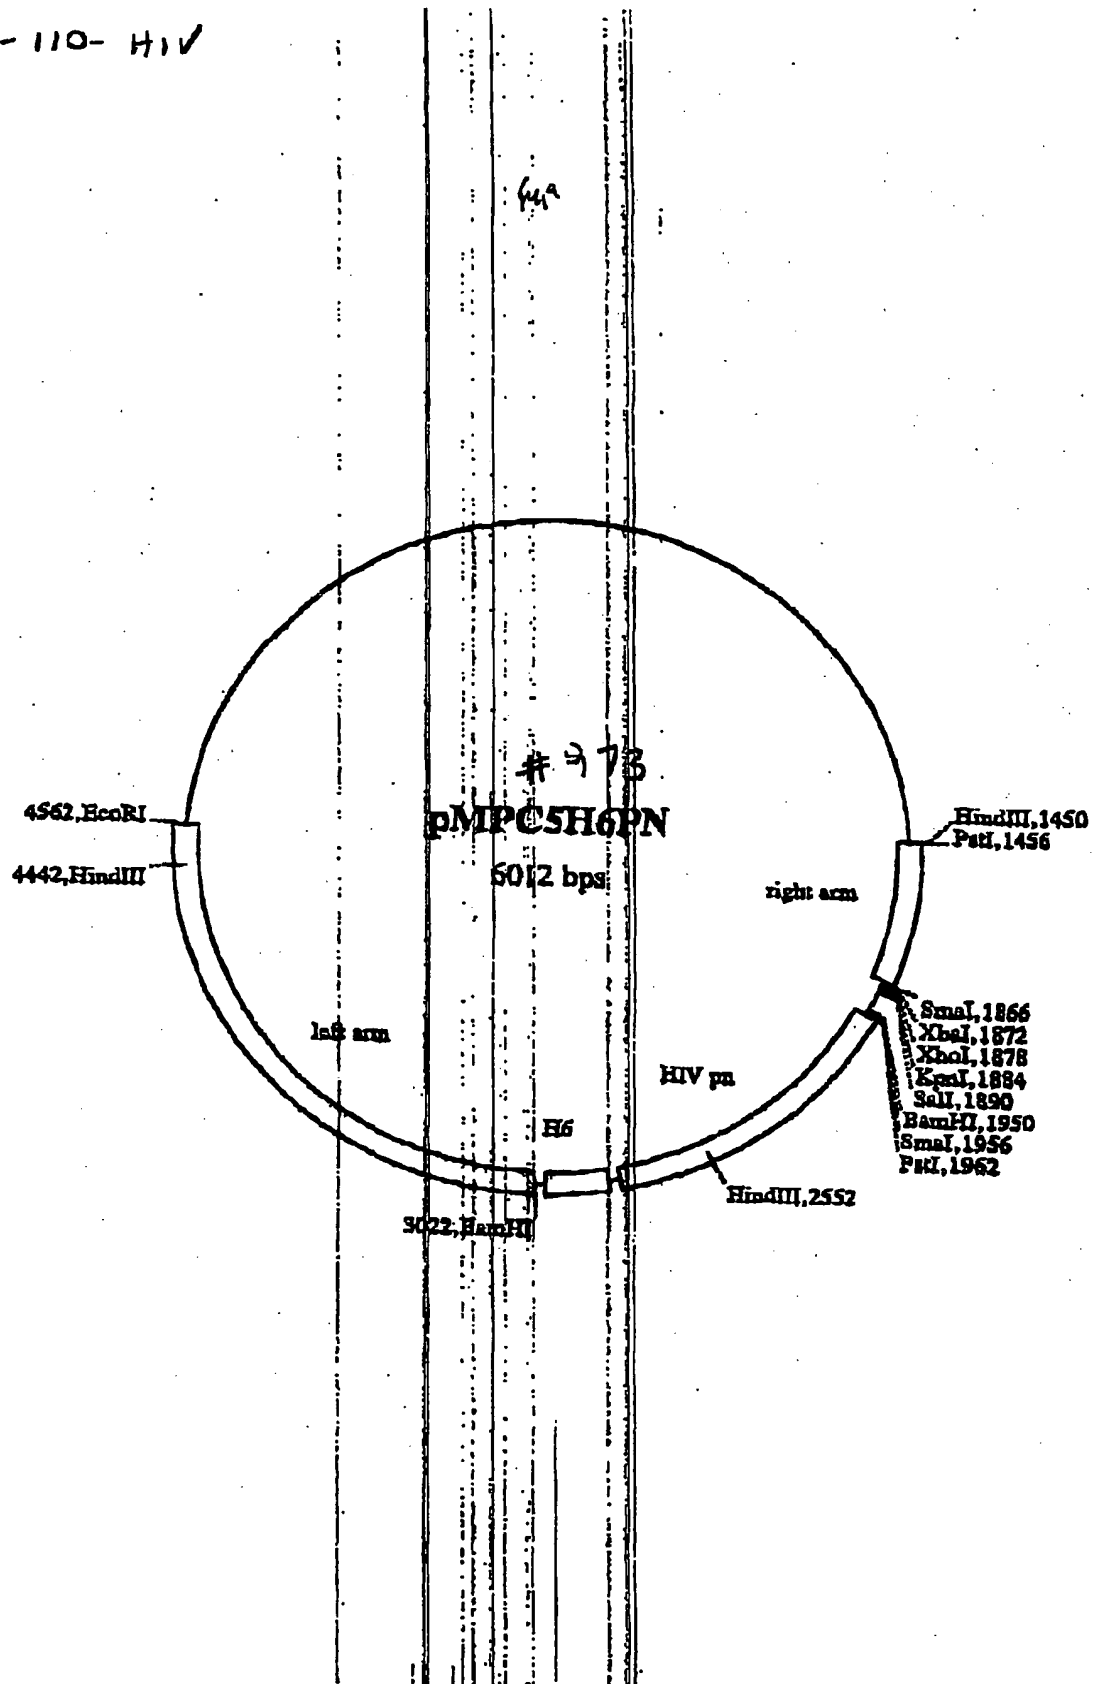 - 110- HIV
# 973
pMPC5H6PN
6012 bps
4562,EcoRI
4442,HindIII
HindIII,1450
PstI,1456
right arm
SmaI,1866
XbaI,1872
XhoI,1878
KpnI,1884
SalI,1890
BamHI,1950
SmaI,1956
PstI,1962
left arm
HIV pn
H6
HindIII,2552
3022,BamHI